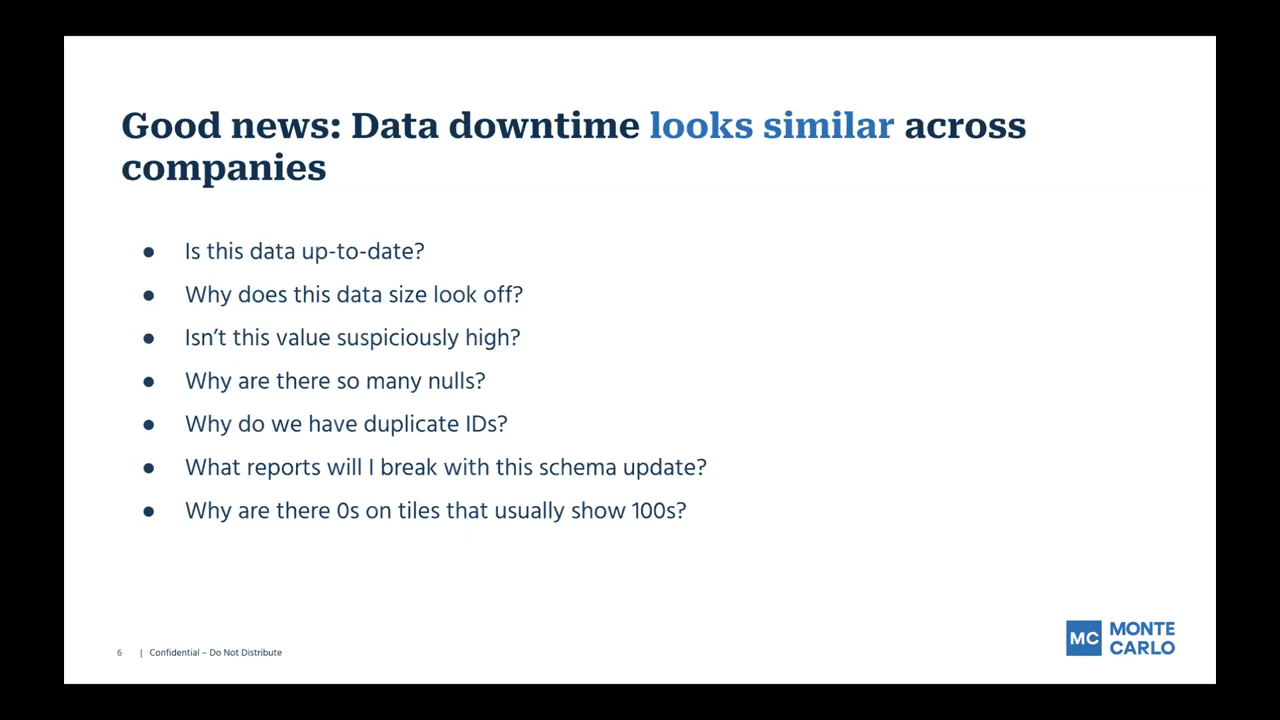 Good news: Data downtime looks similar across
companies
● Is this data up-to-date?
● Why does this data size look off?
● Isn’t this value suspiciously high?
● Why are there so many nulls?
● Why do we have duplicate IDs?
● What reports will I break with this schema update?
● Why are there 0s on tiles that usually show 100s?
6 | Confidential – Do Not Distribute
MC MONTE
CARLO